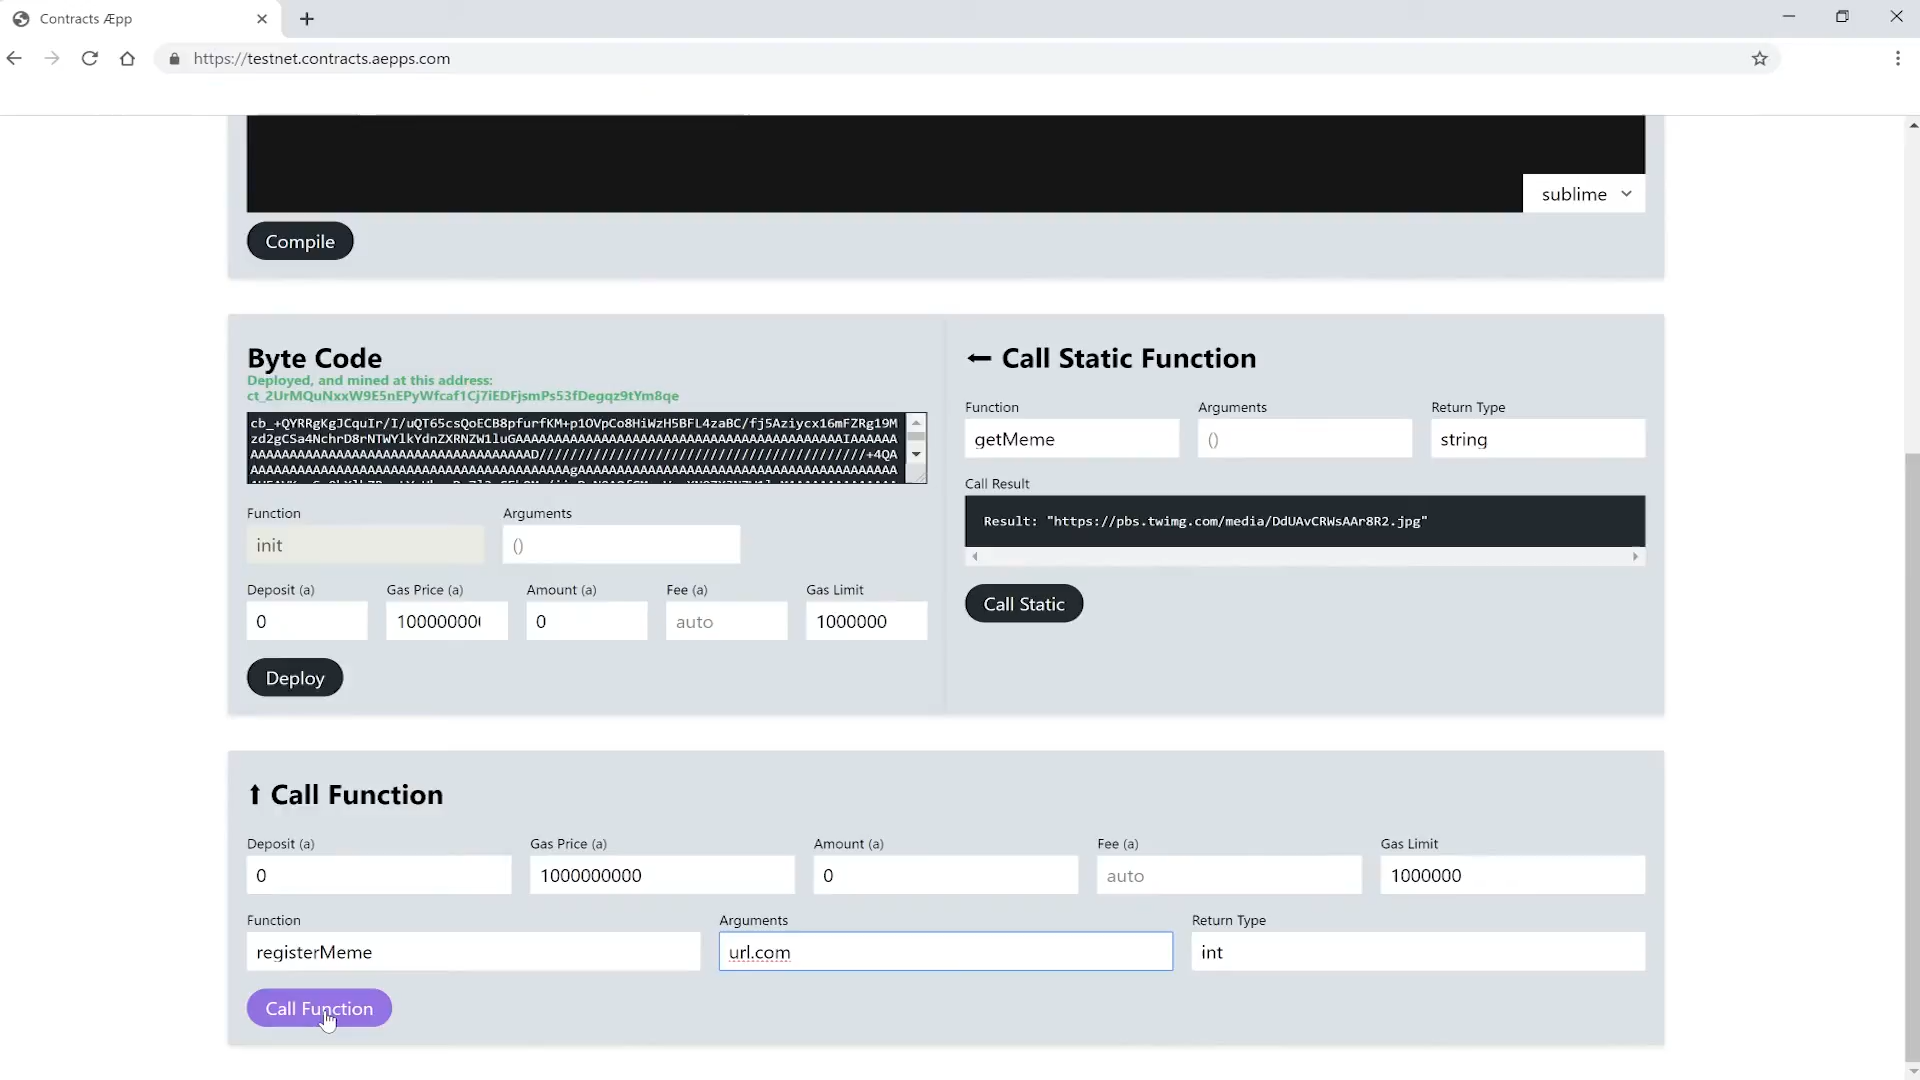 Contracts Æpp
https://testnet.contracts.aepps.com
sublime
Compile
Byte Code
Deployed, and mined at this address:
ct_2UrMQuNxxW9E5nEPyWfcaf1Cj7iEDFjsmPs53fDegqz9tYm8qe
Function
Arguments
init
()
Deposit (a)
Gas Price (a)
Amount (a)
Fee (a)
Gas Limit
0
0
auto
1000000
Deploy
Call Static Function
Function
Arguments
Return Type
getMeme
()
string
Call Result
Result: "https://pbs.twimg.com/media/DdUAvCRWsAAr8R2.jpg"
Call Static
Call Function
Deposit (a)
Gas Price (a)
Amount (a)
Fee (a)
Gas Limit
0
1000000000
0
auto
1000000
Function
Arguments
Return Type
registerMeme
url.com
int
Call Function